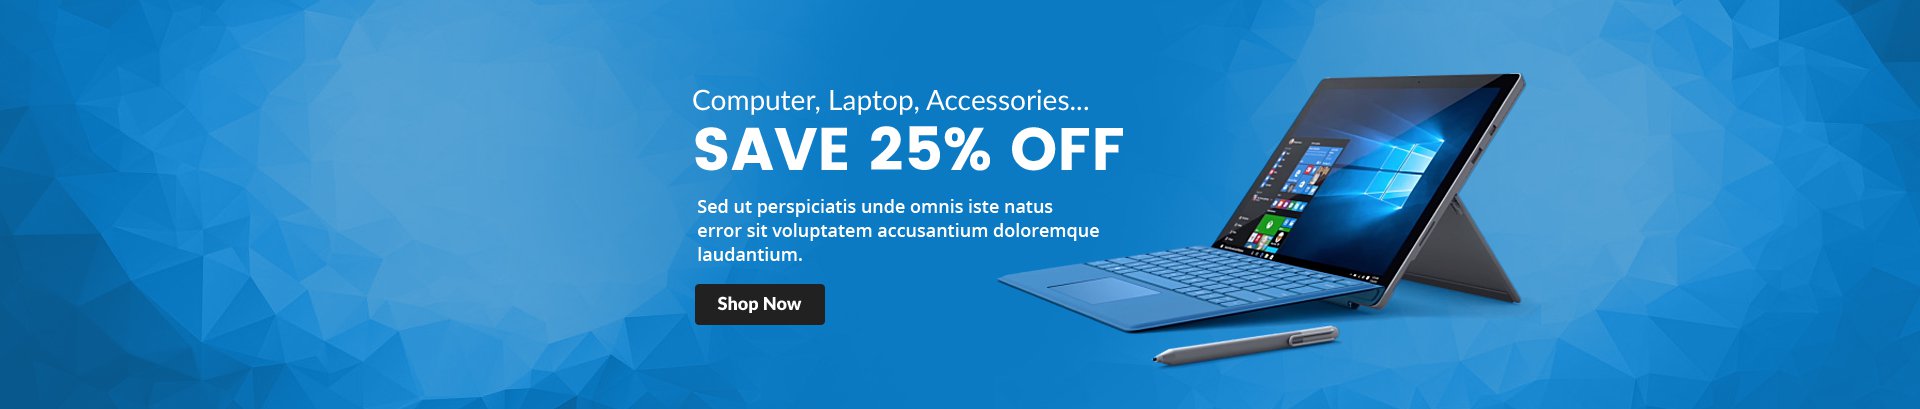 Computer, Laptop, Accessories...
SAVE 25% OFF
Sed ut perspiciatis unde omnis iste natus
error sit voluptatem accusantium doloremque
laudantium.
Shop Now